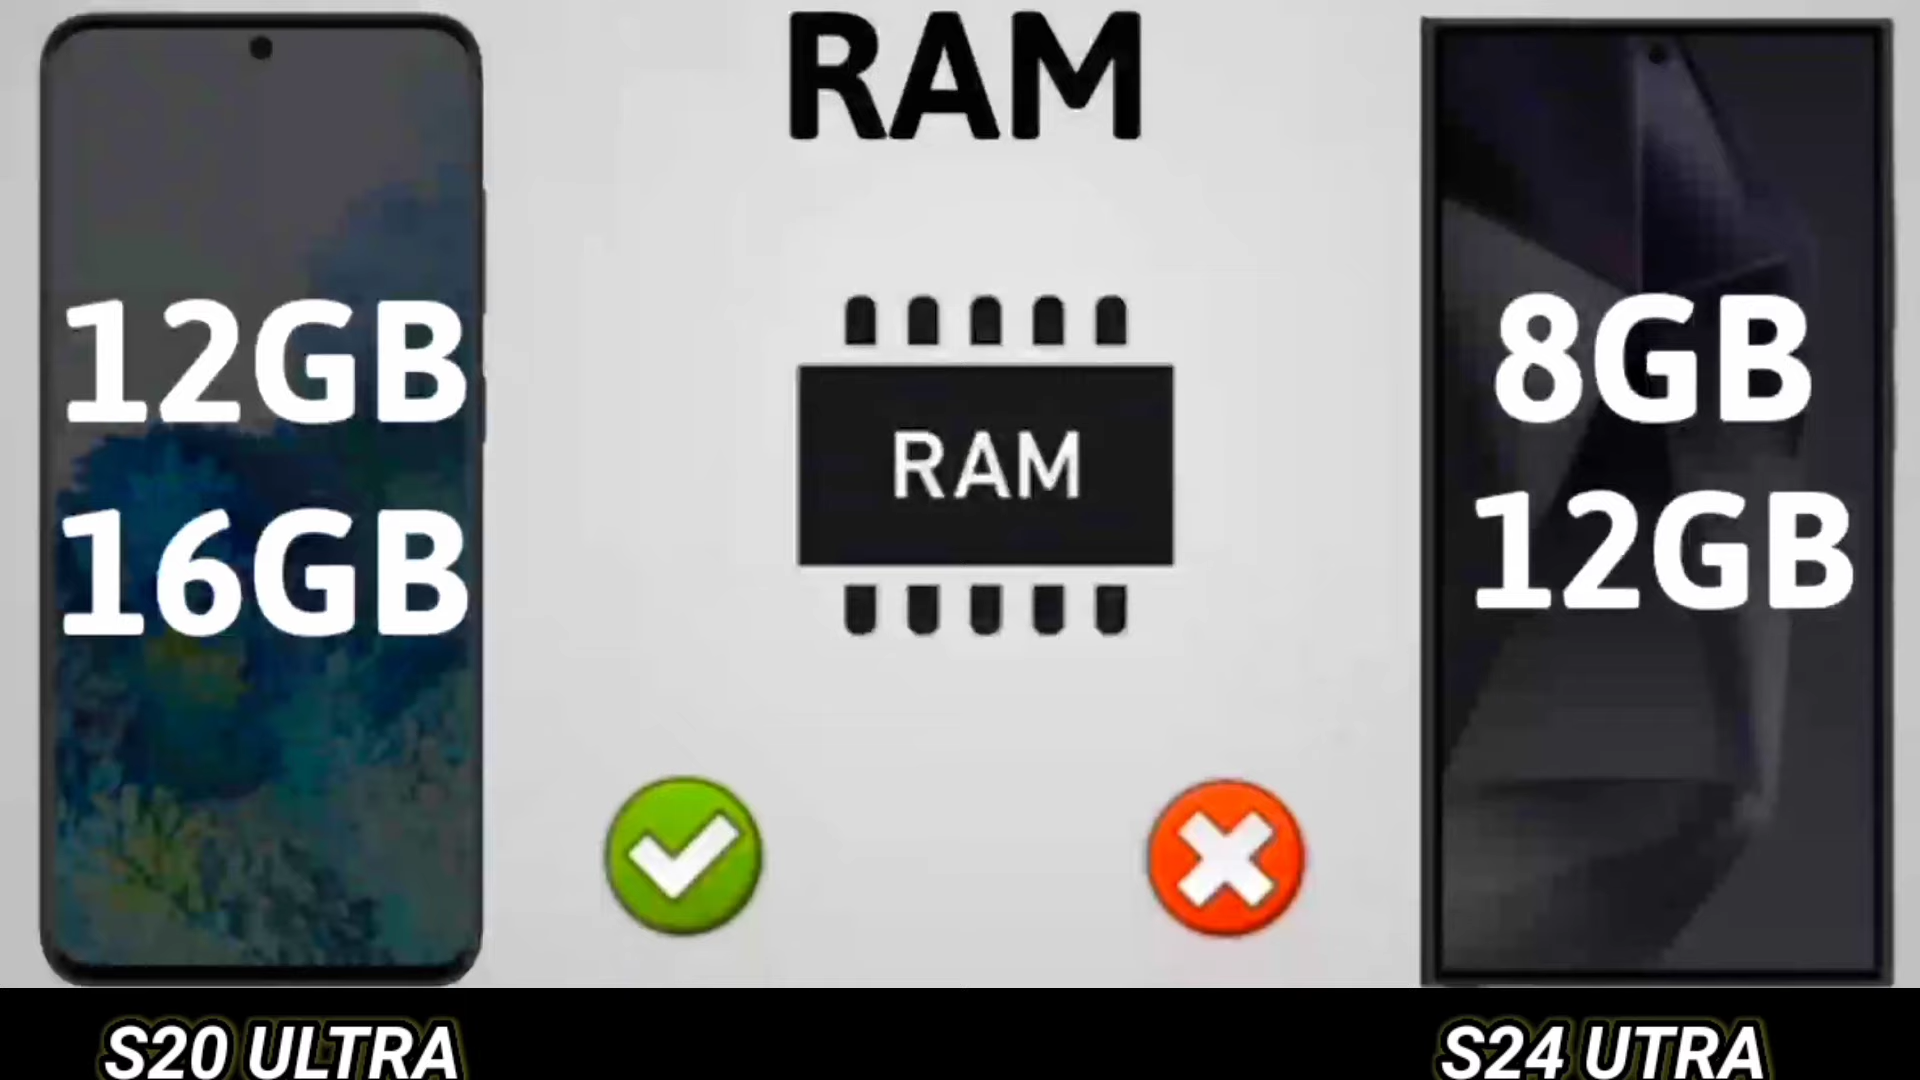 RAM
12GB
16GB
RAM
8GB
12GB
S20 ULTRA
S24 UTRA